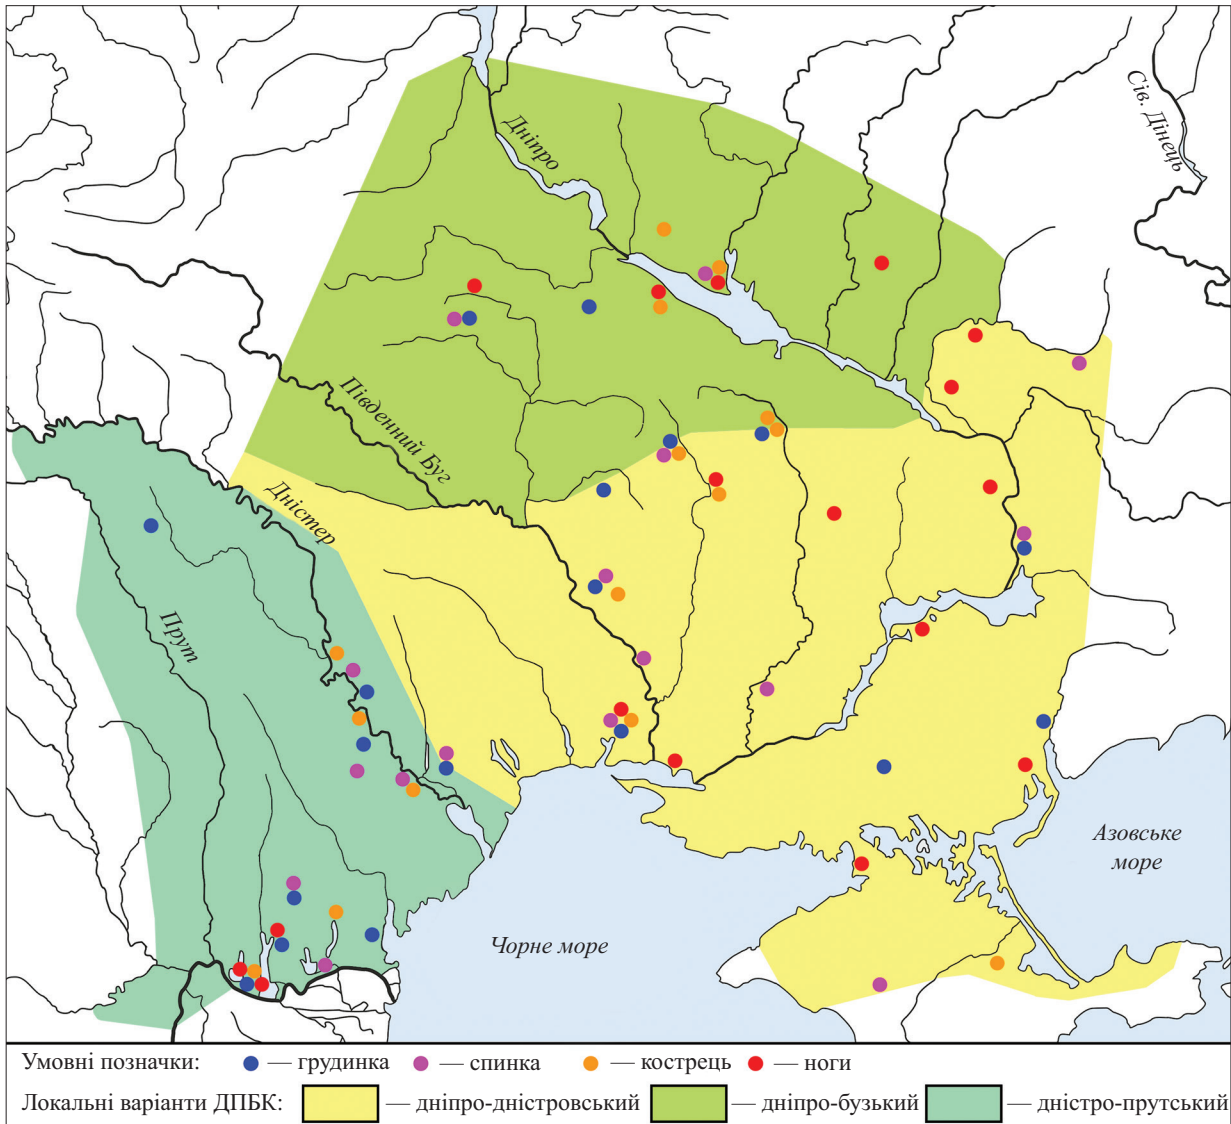 Дніпро
Сів. Дінець
Південний Буг
Дністер
Прут
Азовське
море
Чорне море
Умовні позначки: — грудинка — спинка — кострець — ноги
Локальні варіанти ДПБК: — дніпро-дністровський — дніпро-бузький — дністро-прутський